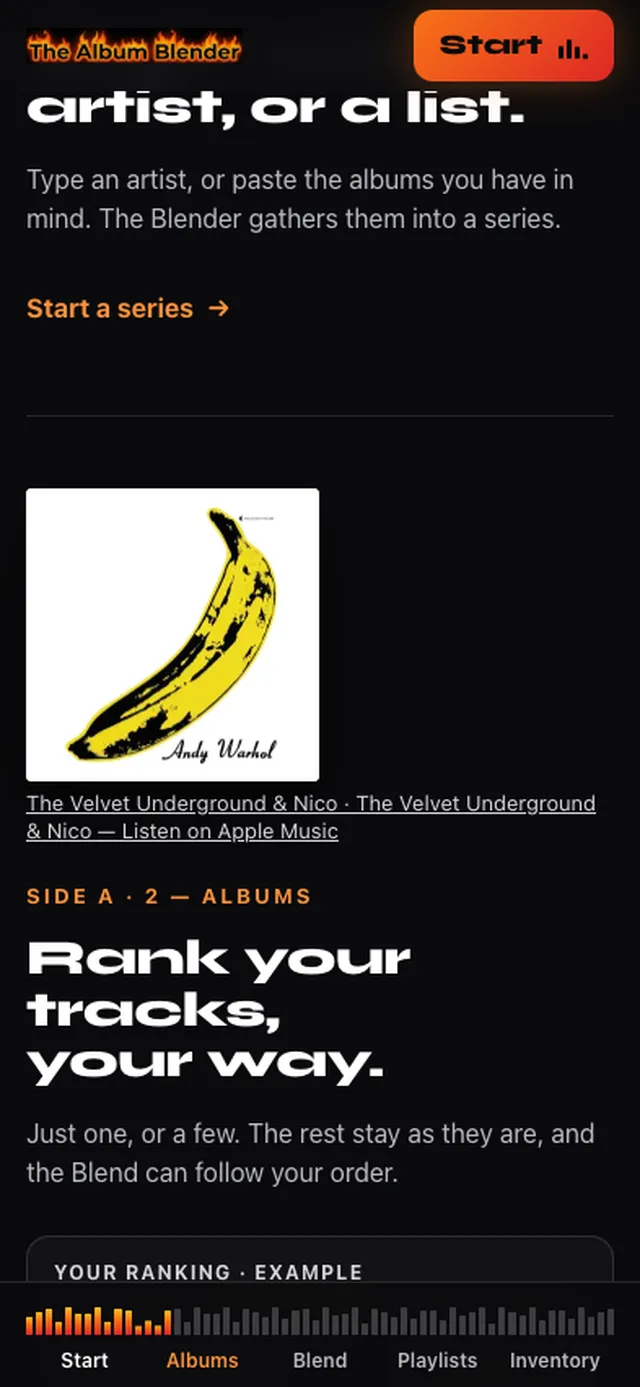 The Album Blender
Start
artist, or a list.
Type an artist, or paste the albums you have in
mind. The Blender gathers them into a series.
Start a series →
Andy Warhol
The Velvet Underground & Nico · The Velvet Underground
& Nico — Listen on Apple Music
SIDE A · 2 — ALBUMS
Rank your
tracks,
your way.
Just one, or a few. The rest stay as they are, and
the Blend can follow your order.
YOUR RANKING · EXAMPLE
Start Albums Blend Playlists Inventory